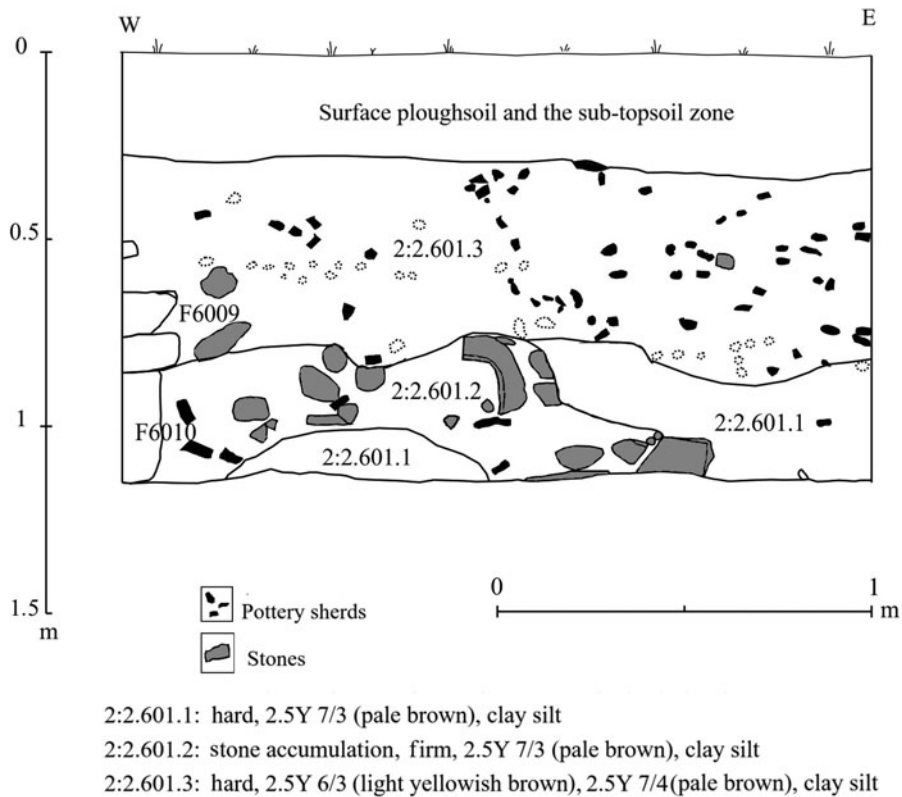 W E
0
Surface ploughsoil and the sub-topsoil zone
0.5
2:2.601.3
F6009
2:2.601.2
1
F6010
2:2.601.1
2:2.601.1
0 1
1.5
m
m
Pottery sherds
Stones
2:2.601.1: hard, 2.5Y 7/3 (pale brown), clay silt
2:2.601.2: stone accumulation, firm, 2.5Y 7/3 (pale brown), clay silt
2:2.601.3: hard, 2.5Y 6/3 (light yellowish brown), 2.5Y 7/4(pale brown), clay silt